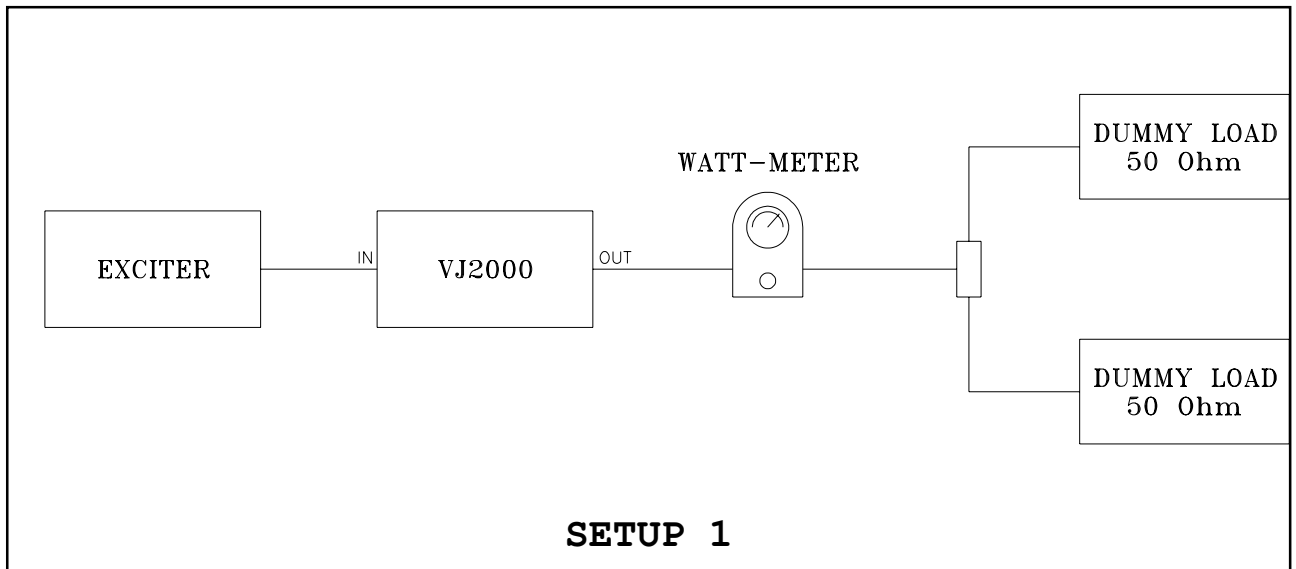 DUMMY LOAD
50 Ohm
WATT-METER
EXCITER
IN
VJ2000
OUT
DUMMY LOAD
50 Ohm
SETUP 1